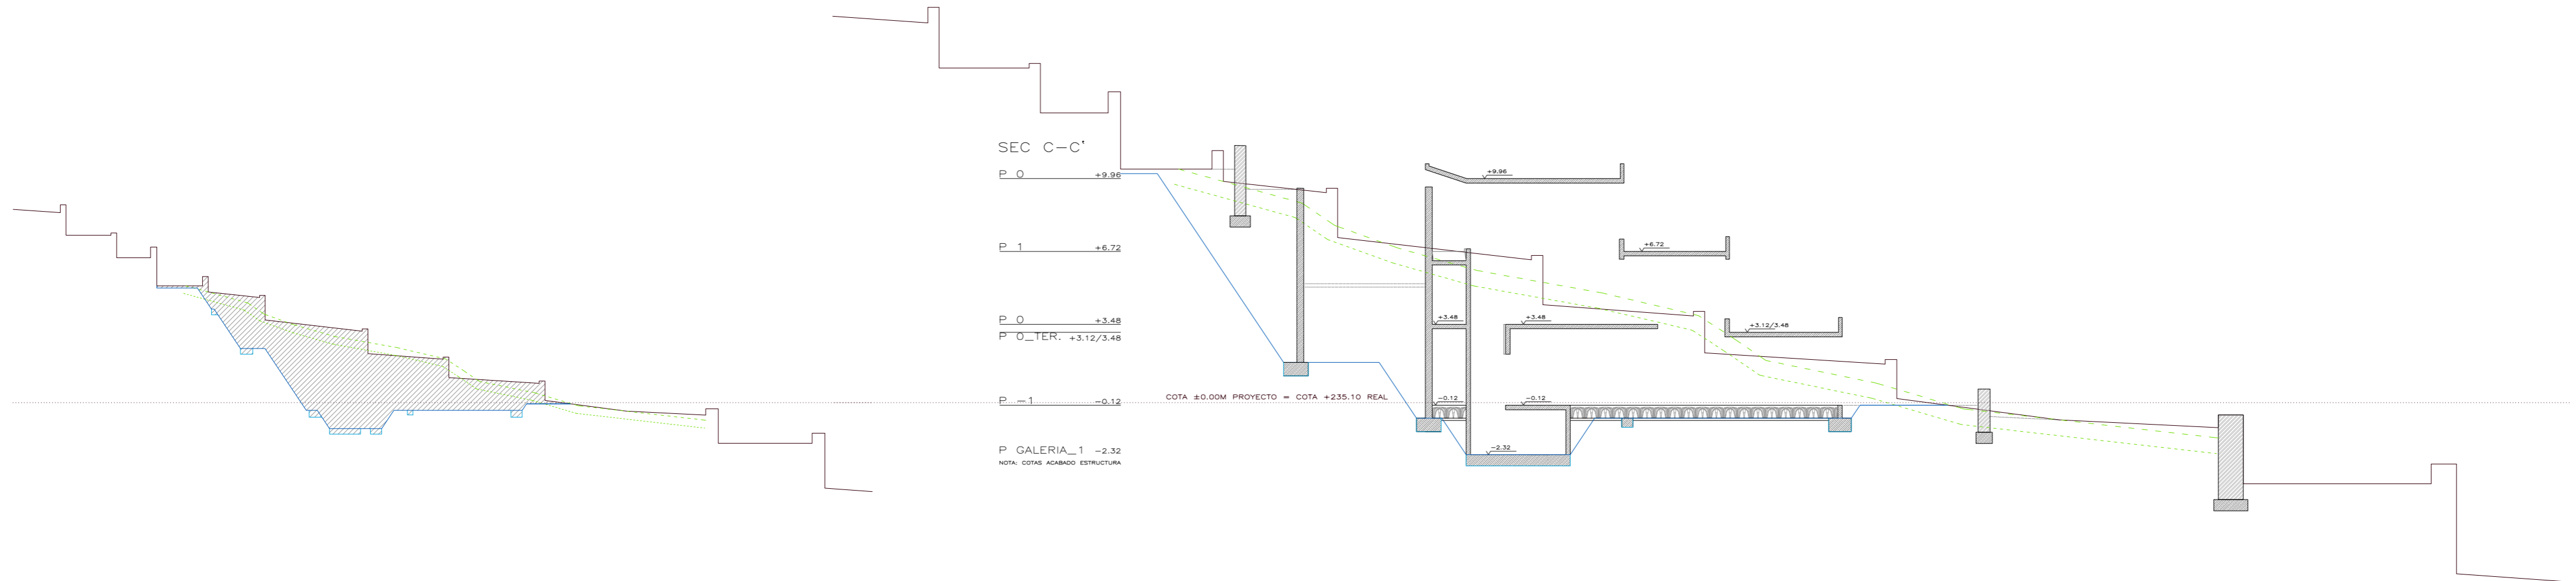 SEC C-C'
P 0 +9.96
P 1 +6.72
P 0 +3.48
P 0_TER. +3.12/3.48
P -1 -0.12
P GALERIA_1 -2.32
NOTA: COTAS ACABADO ESTRUCTURA
COTA ±0.00M PROYECTO = COTA +235.10 REAL
+9.96
+6.72
+3.48
+3.48
+3.12/3.48
-0.12
-0.12
-2.32